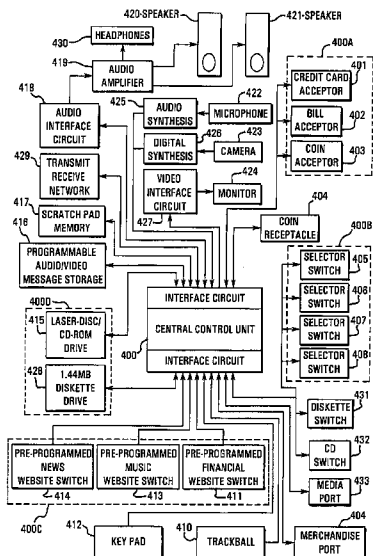 420-SPEAKER
421-SPEAKER
430
HEADPHONES
419
AUDIO
AMPLIFIER
400A
401
CREDIT CARD
ACCEPTOR
BILL
ACCEPTOR
402
COIN
ACCEPTOR
403
418
AUDIO
INTERFACE
CIRCUIT
425
AUDIO
SYNTHESIS
422
MICROPHONE
426
DIGITAL
SYNTHESIS
423
CAMERA
VIDEO
INTERFACE
CIRCUIT
427
424
MONITOR
429
TRANSMIT
RECEIVE
NETWORK
417
SCRATCH PAD
MEMORY
416
PROGRAMMABLE
AUDIO/VIDEO
MESSAGE STORAGE
404
COIN
RECEPTACLE
400B
SELECTOR
SWITCH
405
SELECTOR
SWITCH
406
SELECTOR
SWITCH
407
SELECTOR
SWITCH
408
400D
415
LASER-DISC/
CD-ROM
DRIVE
428
1.44MB
DISKETTE
DRIVE
INTERFACE CIRCUIT
CENTRAL CONTROL UNIT
400
INTERFACE CIRCUIT
431
DISKETTE
SWITCH
CD
SWITCH
432
MEDIA
PORT
433
PRE-PROGRAMMED
NEWS
WEBSITE SWITCH
414
PRE-PROGRAMMED
MUSIC
WEBSITE SWITCH
413
PRE-PROGRAMMED
FINANCIAL
WEBSITE SWITCH
411
400C
412
KEY PAD
410
TRACKBALL
404
MERCHANDISE
PORT